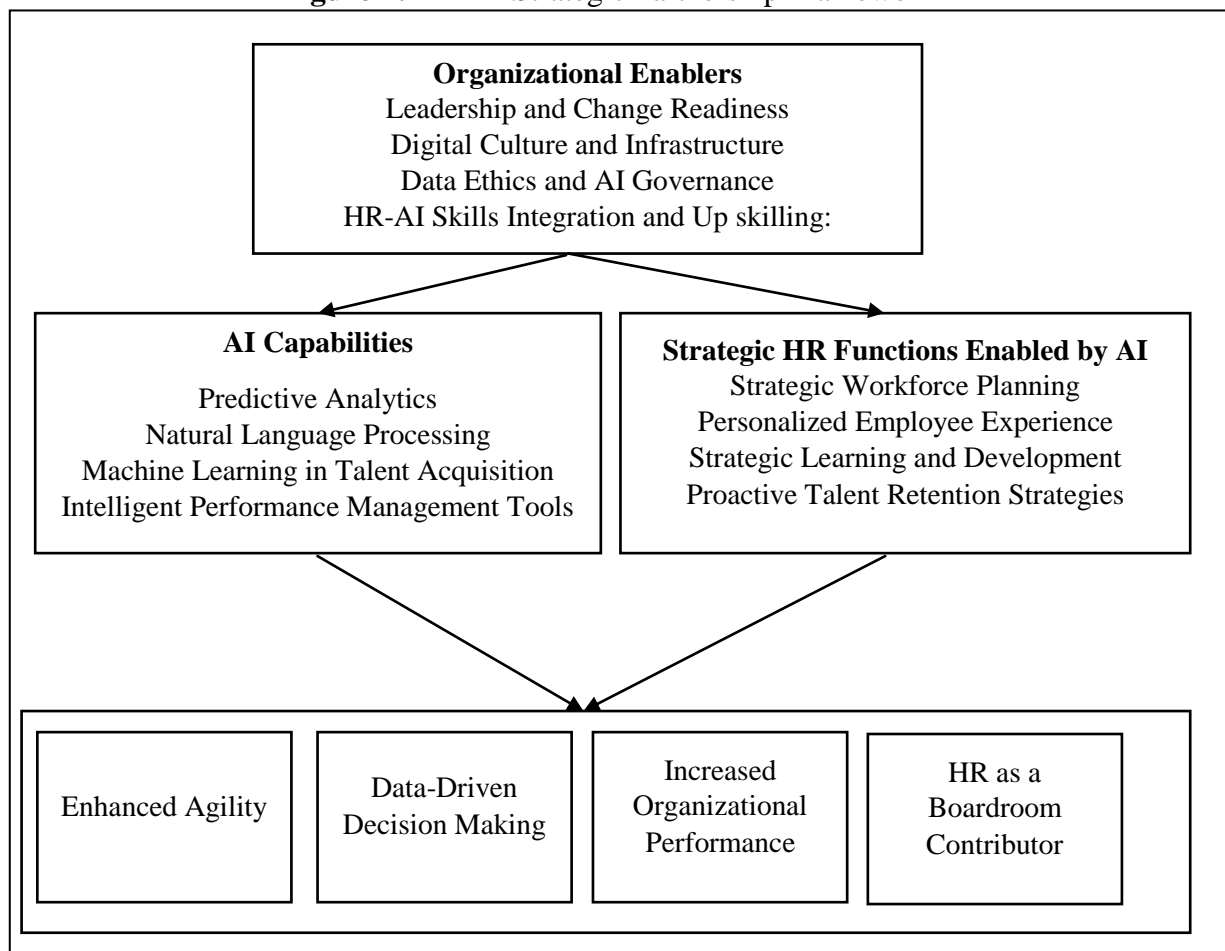 Organizational Enablers
Leadership and Change Readiness
Digital Culture and Infrastructure
Data Ethics and AI Governance
HR-AI Skills Integration and Up skilling:
AI Capabilities
Predictive Analytics
Natural Language Processing
Machine Learning in Talent Acquisition
Intelligent Performance Management Tools
Strategic HR Functions Enabled by AI
Strategic Workforce Planning
Personalized Employee Experience
Strategic Learning and Development
Proactive Talent Retention Strategies
Enhanced Agility
Data-Driven
Decision Making
Increased
Organizational
Performance
HR as a
Boardroom
Contributor